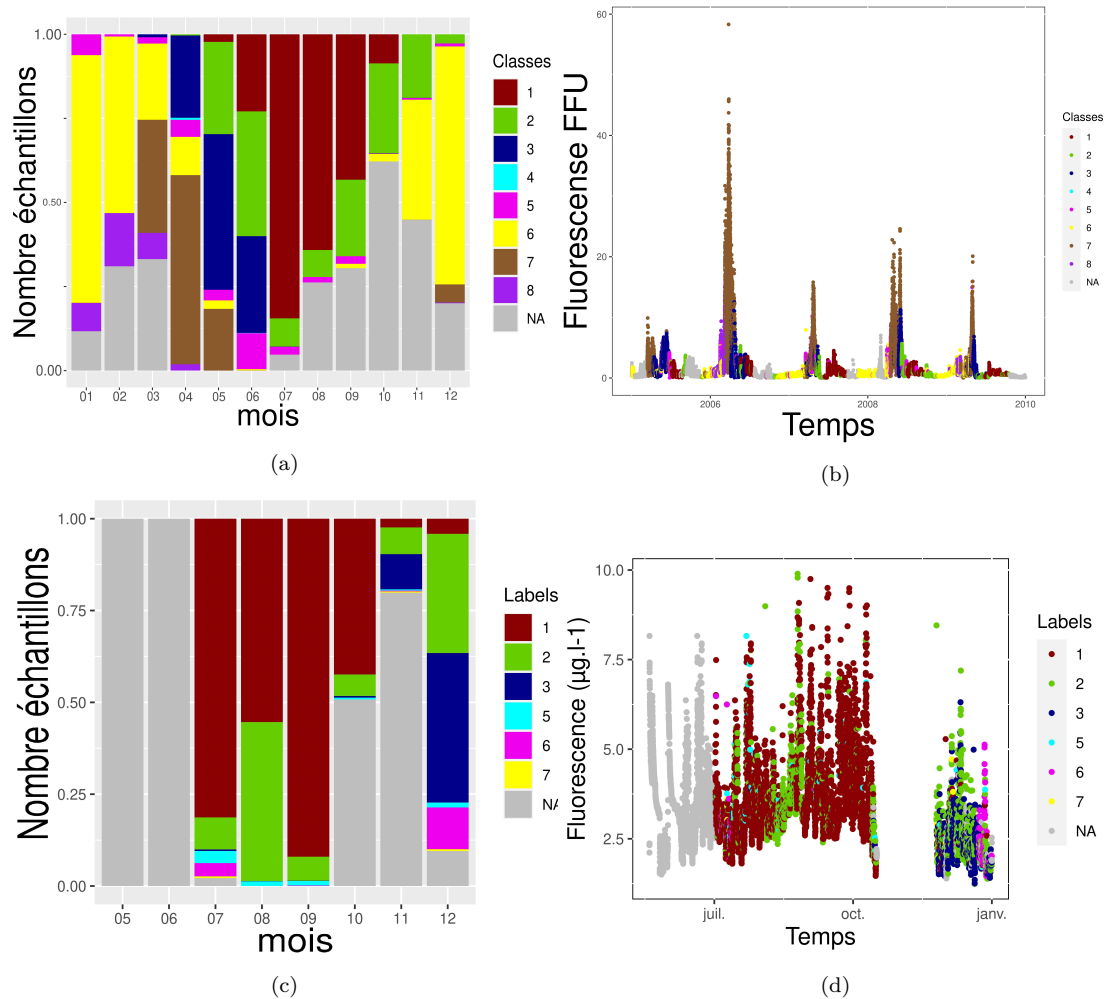 Nombre échantillons
1.00
0.50
0.00
01 02 03 04 05 06 07 08 09 10 11 12
mois
Classes
1
2
3
4
5
6
7
8
NA
(a)
Fluorescense FFU
60
40
20
0
2006 2008 2010
Temps
Classes
1
2
3
4
5
6
7
8
NA
(b)
Nombre échantillons
1.00
0.75
0.50
0.25
0.00
05 06 07 08 09 10 11 12
mois
Labels
1
2
3
5
6
7
NA
(c)
Fluorescence (µg.l-1)
10.0
7.5
5.0
2.5
juil. oct. janv.
Temps
Labels
1
2
3
5
6
7
NA
(d)